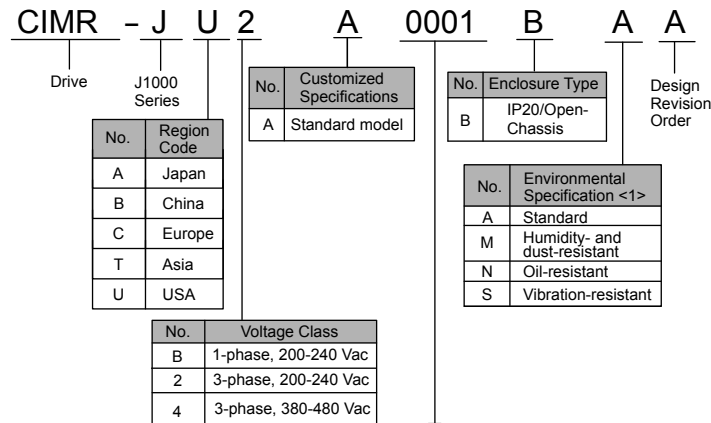 CIMR - J U 2 A 0001 B A A
Drive
J1000
Series
Design
Revision
Order
No. Region
Code
A Japan
B China
C Europe
T Asia
U USA
No. Customized
Specifications
A Standard model
No. Enclosure Type
B IP20/Open-
Chassis
No. Environmental
Specification <1>
A Standard
M Humidity- and
dust-resistant
N Oil-resistant
S Vibration-resistant
No. Voltage Class
B 1-phase, 200-240 Vac
2 3-phase, 200-240 Vac
4 3-phase, 380-480 Vac